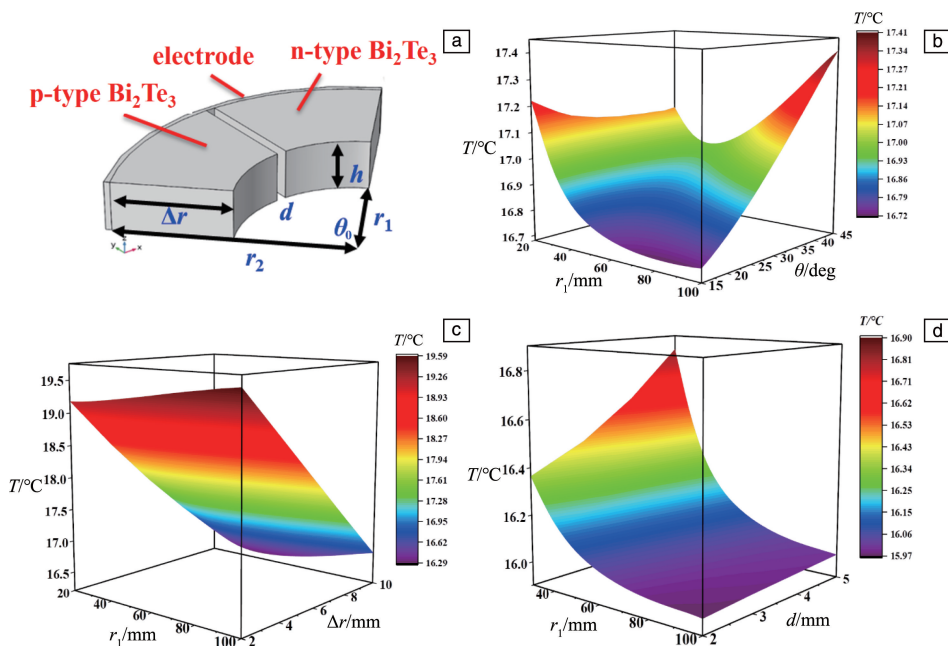 a
electrode
n-type Bi₂Te₃
p-type Bi₂Te₃
h
Δr
d
θ₀
r₁
r₂
z
y
x
b
T/°C
17.4
17.3
17.2
17.1
17.0
16.9
16.8
16.7
20
40
60
80
100
r₁/mm
15
20
25
30
35
40
45
θ/deg
T/°C
17.41
17.34
17.27
17.21
17.14
17.07
17.00
16.93
16.86
16.79
16.72
c
T/°C
19.5
19.0
18.5
18.0
17.5
17.0
16.5
20
40
60
80
100
r₁/mm
2
4
6
8
10
Δr/mm
T/°C
19.59
19.26
18.93
18.60
18.27
17.94
17.61
17.28
16.95
16.62
16.29
d
T/°C
16.8
16.6
16.4
16.2
16.0
40
60
80
100
r₁/mm
2
3
4
5
d/mm
T/°C
16.90
16.80
16.71
16.62
16.53
16.43
16.34
16.25
16.15
16.06
15.97